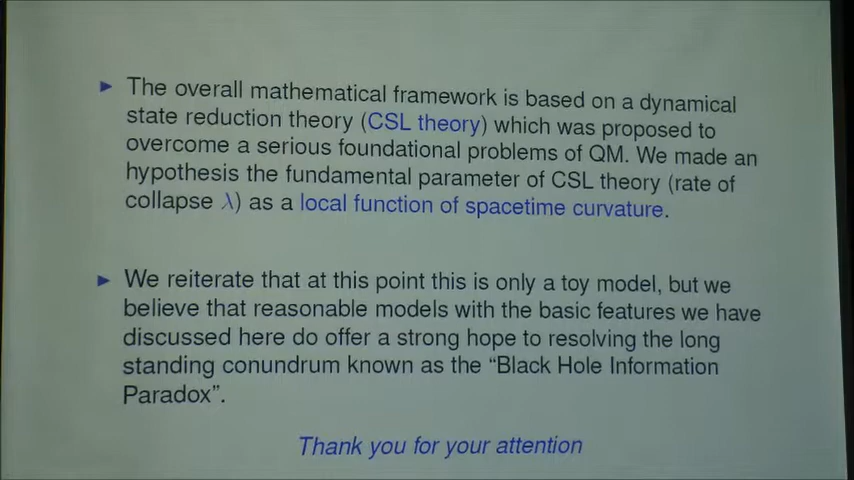 ► The overall mathematical framework is based on a dynamical
state reduction theory (CSL theory) which was proposed to
overcome a serious foundational problems of QM. We made an
hypothesis the fundamental parameter of CSL theory (rate of
collapse λ) as a local function of spacetime curvature.
► We reiterate that at this point this is only a toy model, but we
believe that reasonable models with the basic features we have
discussed here do offer a strong hope to resolving the long
standing conundrum known as the “Black Hole Information
Paradox”.
Thank you for your attention